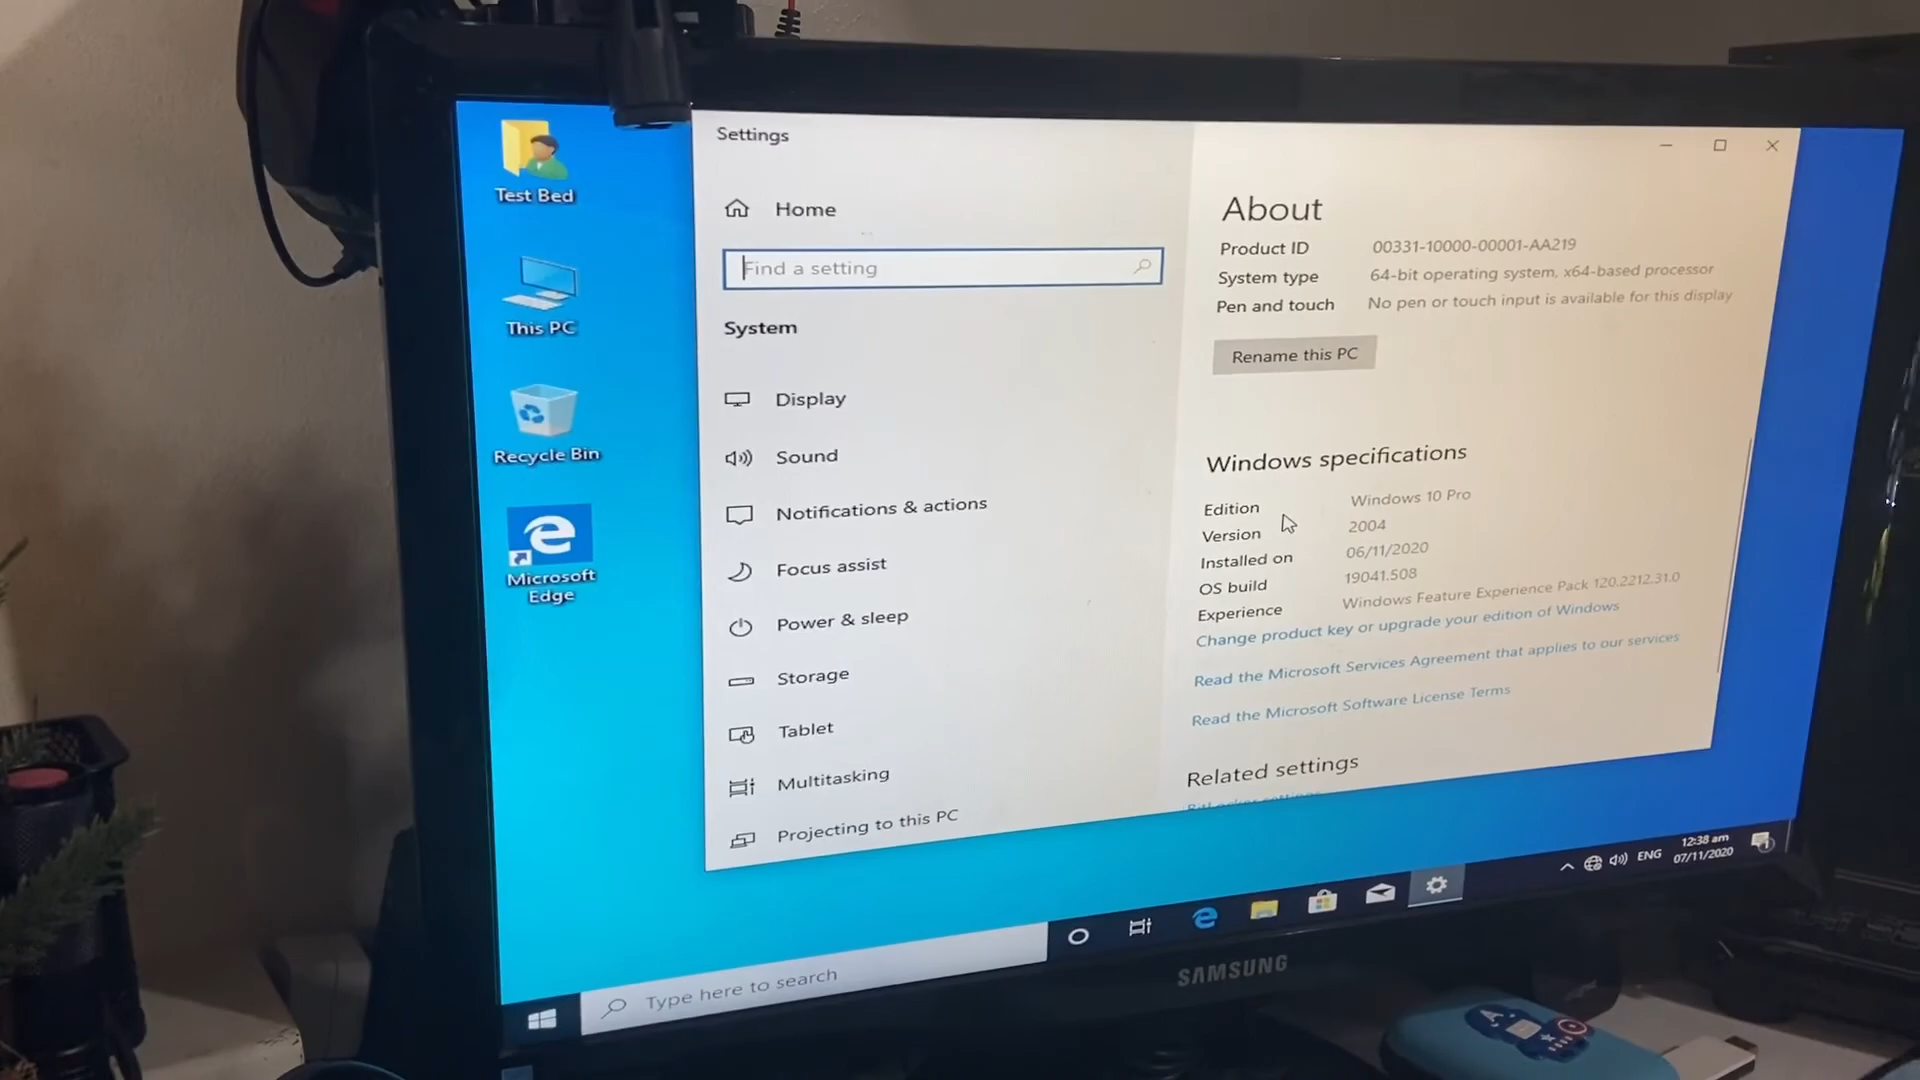 Test Bed
This PC
Recycle Bin
Microsoft
Edge
Settings
Home
Find a setting
System
Display
Sound
Notifications & actions
Focus assist
Power & sleep
Storage
Tablet
Multitasking
Projecting to this PC
About
Product ID 00331-10000-00001-AA219
System type 64-bit operating system, x64-based processor
Pen and touch No pen or touch input is available for this display
Rename this PC
Windows specifications
Edition Windows 10 Pro
Version 2004
Installed on 06/11/2020
OS build 19041.508
Experience Windows Feature Experience Pack 120.2212.31.0
Change product key or upgrade your edition of Windows
Read the Microsoft Services Agreement that applies to our services
Read the Microsoft Software License Terms
Related settings
BitLocker settings
Type here to search
ENG
12:38 am
07/11/2020
SAMSUNG